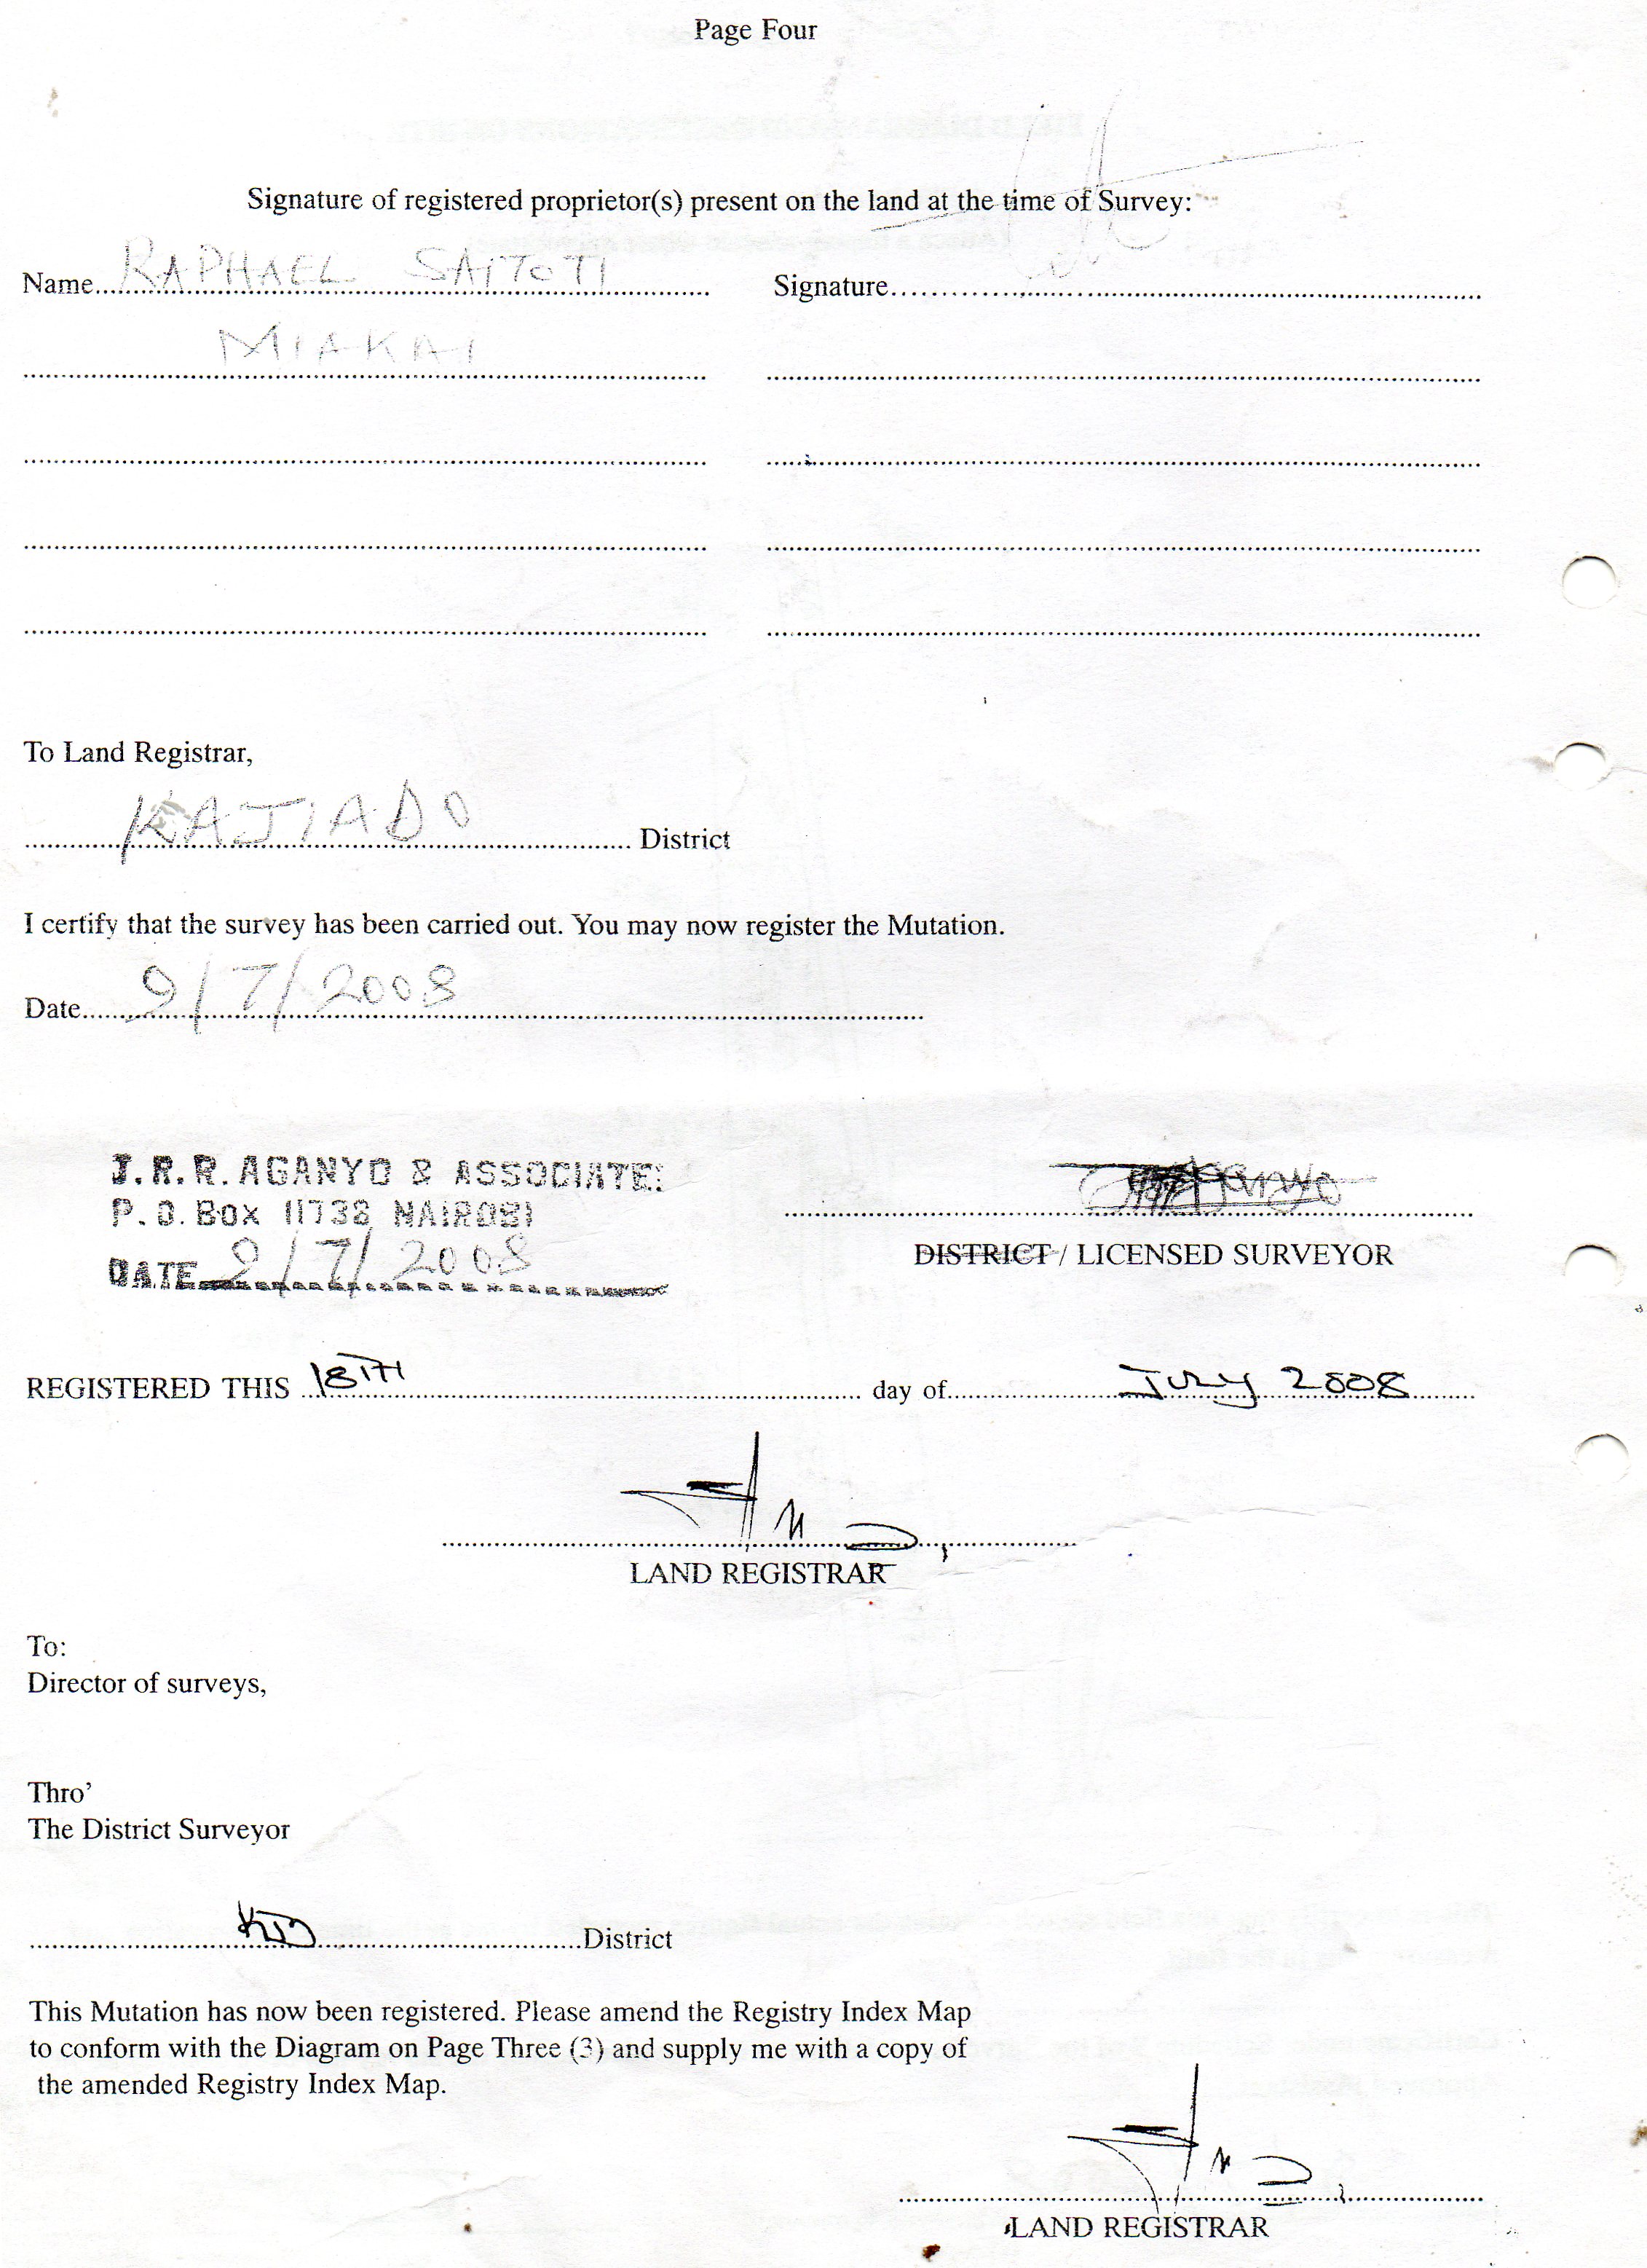 Page Four
Signature of registered proprietor(s) present on the land at the time of Survey:
Name RAPHAEL SAITOTI Signature
MIAKAI
To Land Registrar,
KAJIADO District
I certify that the survey has been carried out. You may now register the Mutation.
Date 9/7/2008
J.R.R. AGANYO & ASSOCIATE:
P.O. Box 11738 NAIROBI
DATE 9/7/2008
DISTRICT / LICENSED SURVEYOR
REGISTERED THIS 18TH day of July 2008
LAND REGISTRAR
To:
Director of surveys,
Thro'
The District Surveyor
KJD District
This Mutation has now been registered. Please amend the Registry Index Map
to conform with the Diagram on Page Three (3) and supply me with a copy of
the amended Registry Index Map.
LAND REGISTRAR